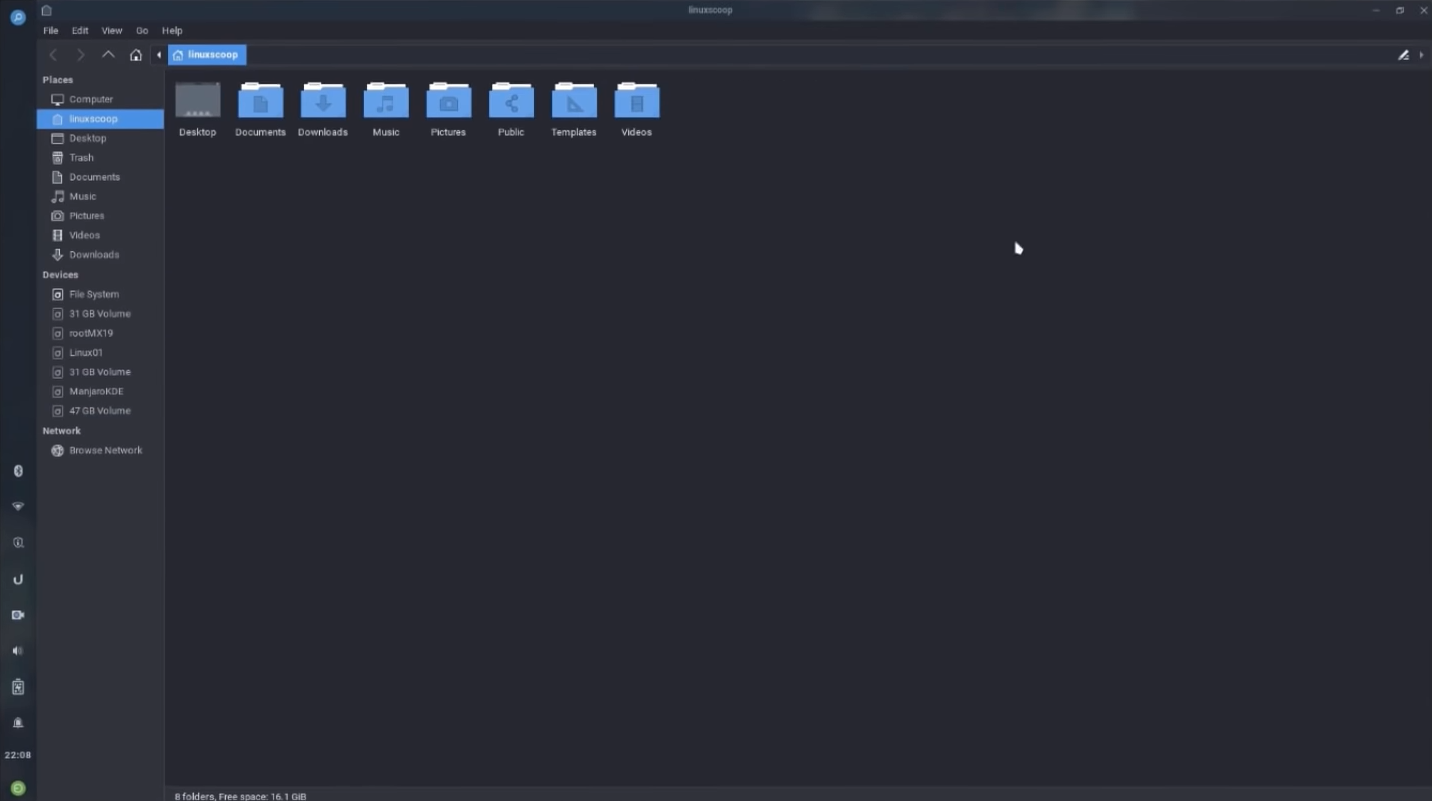 linuxscoop
File Edit View Go Help
linuxscoop
Places
Computer
linuxscoop
Desktop
Trash
Documents
Music
Pictures
Videos
Downloads
Devices
File System
31 GB Volume
rootMX19
Linux01
31 GB Volume
ManjaroKDE
47 GB Volume
Network
Browse Network
Desktop Documents Downloads Music Pictures Public Templates Videos
22:08
8 folders, Free space: 16.1 GiB